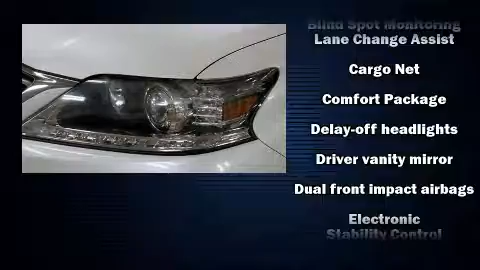 Blind Spot Monitoring
Lane Change Assist
Cargo Net
Comfort Package
Delay-off headlights
Driver vanity mirror
Dual front impact airbags
Electronic
Stability Control